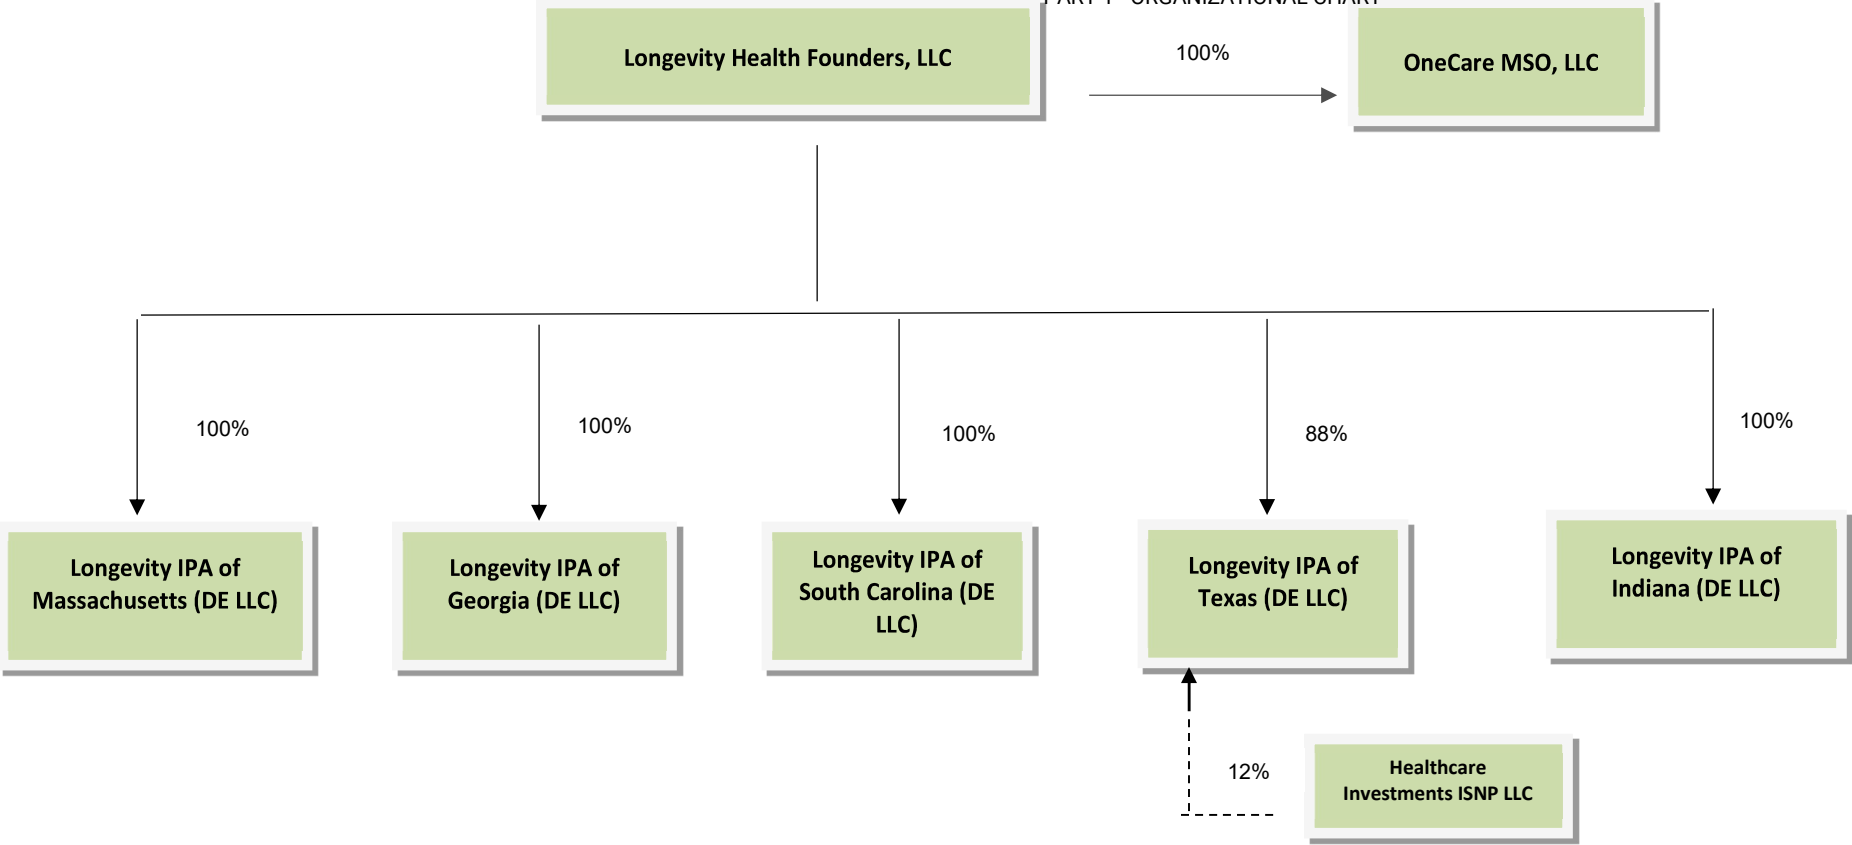 ORGANIZATIONAL CHART
Longevity Health Founders, LLC
100%
OneCare MSO, LLC
100%
100%
100%
88%
100%
Longevity IPA of
Massachusetts (DE LLC)
Longevity IPA of
Georgia (DE LLC)
Longevity IPA of
South Carolina (DE
LLC)
Longevity IPA of
Texas (DE LLC)
Longevity IPA of
Indiana (DE LLC)
12%
Healthcare
Investments ISNP LLC